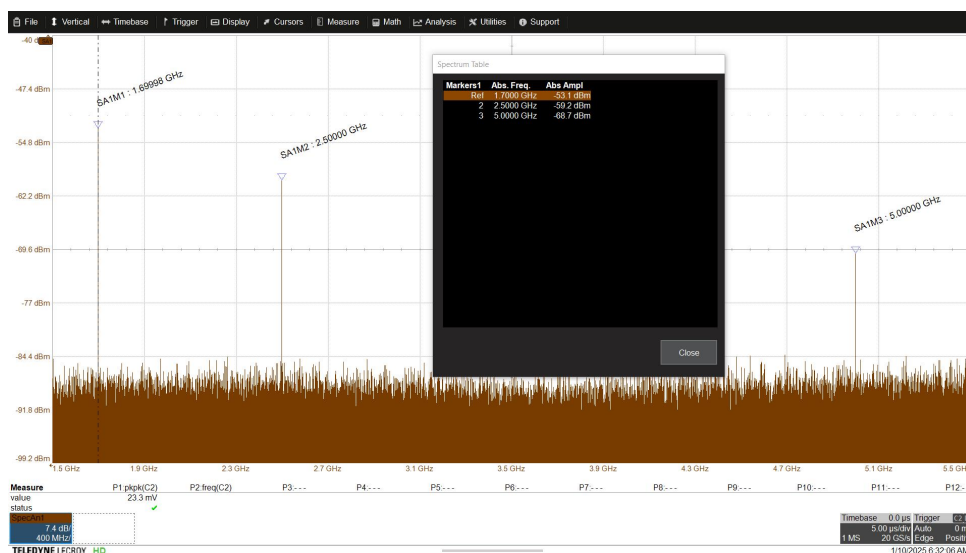 File Vertical Timebase Trigger Display Cursors Measure Math Analysis Utilities Support
-40 d
SA1M1 : 1.69998 GHz
-47.4 dBm
SA1M2 : 2.50000 GHz
-54.8 dBm
-62.2 dBm
SA1M3 : 5.00000 GHz
-69.6 dBm
-77 dBm
-84.4 dBm
-91.8 dBm
-99.2 dBm
Spectrum Table
Markers1 Abs. Freq. Abs Ampl
Ref 1.7000 GHz -53.1 dBm
2 2.5000 GHz -59.2 dBm
3 5.0000 GHz -68.7 dBm
Close
1.5 GHz 1.9 GHz 2.3 GHz 2.7 GHz 3.1 GHz 3.5 GHz 3.9 GHz 4.3 GHz 4.7 GHz 5.1 GHz 5.5 GH
Measure P1:pkpk(C2) P2:freq(C2) P3:- - - P4:- - - P5:- - - P6:- - - P7:- - - P8:- - - P9:- - - P10:- - - P11:- - - P12:-
value 23.3 mV
status
SpecAn1
7.4 dB/
400 MHz/
Timebase 0.0 µs Trigger C2
5.00 µs/div Auto 0 m
1 MS 20 GS/s Edge Positi
TELEDYNE LECROY HD 1/10/2025 6:32:06 AM